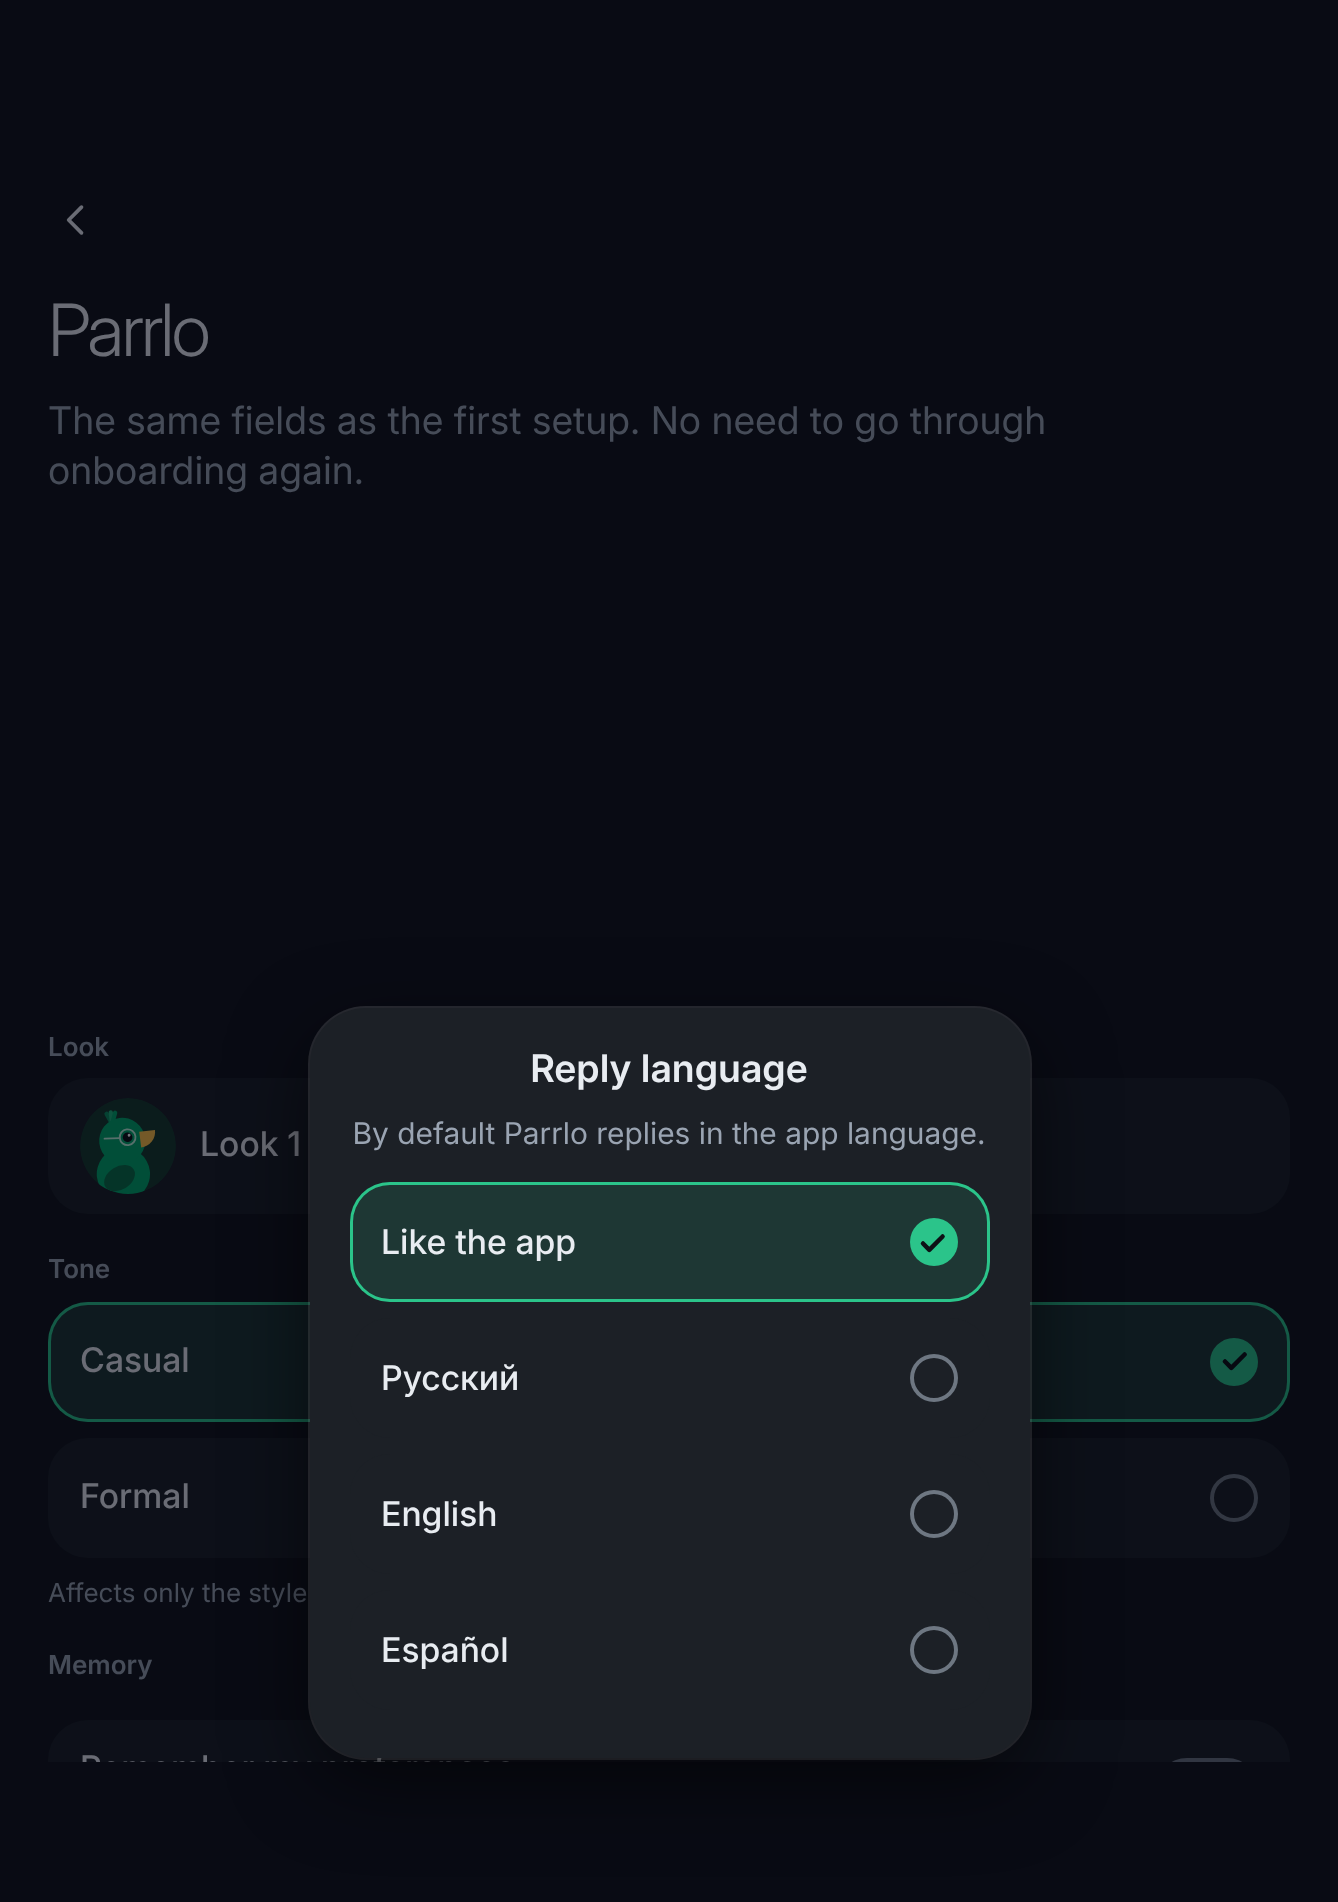 Parrlo
The same fields as the first setup. No need to go through
onboarding again.
Look
Look 1
Tone
Casual
Formal
Affects only the style
Memory
Reply language
By default Parrlo replies in the app language.
Like the app
Русский
English
Español